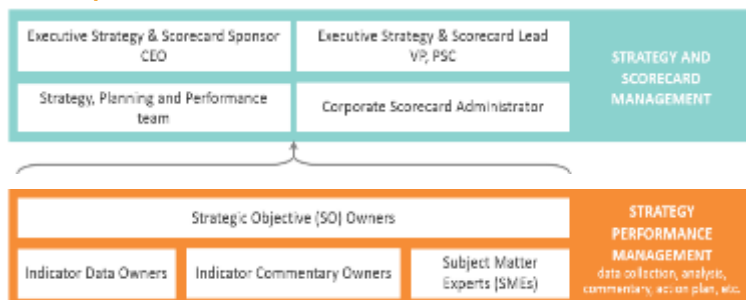 Executive Strategy & Scorecard Sponsor
CEO
Executive Strategy & Scorecard Lead
VP, PSC
STRATEGY AND
SCORECARD
MANAGEMENT
Strategy, Planning and Performance
team
Corporate Scorecard Administrator
Strategic Objective (SO) Owners
STRATEGY
PERFORMANCE
MANAGEMENT
data collection, analysis,
commentary, action plan, etc.
Indicator Data Owners
Indicator Commentary Owners
Subject Matter
Experts (SMEs)